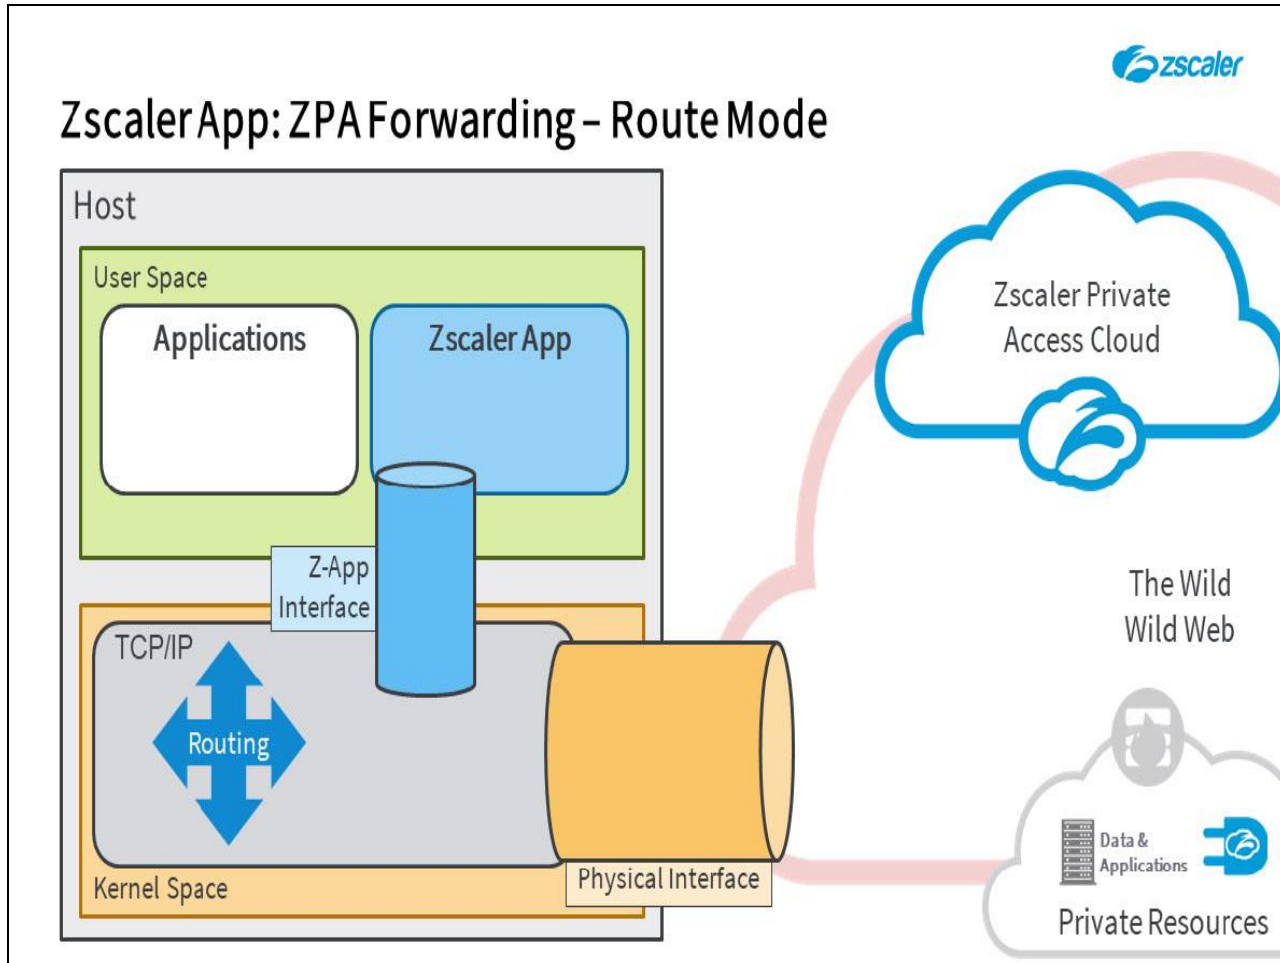 zscaler
Zscaler App: ZPA Forwarding – Route Mode
Host
User Space
Applications
Zscaler App
Z-App
Interface
TCP/IP
Routing
Kernel Space
Physical Interface
Zscaler Private
Access Cloud
The Wild
Wild Web
Data &
Applications
Private Resources